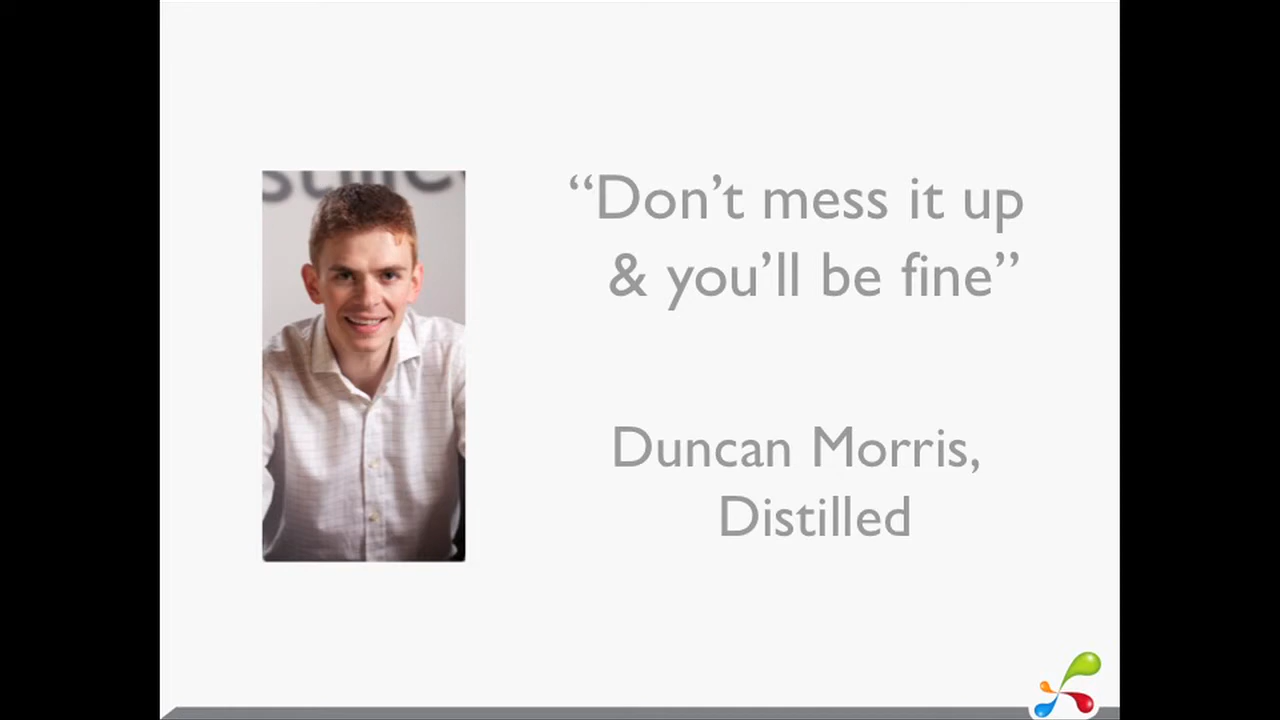 “Don’t mess it up
& you’ll be fine”
Duncan Morris,
Distilled